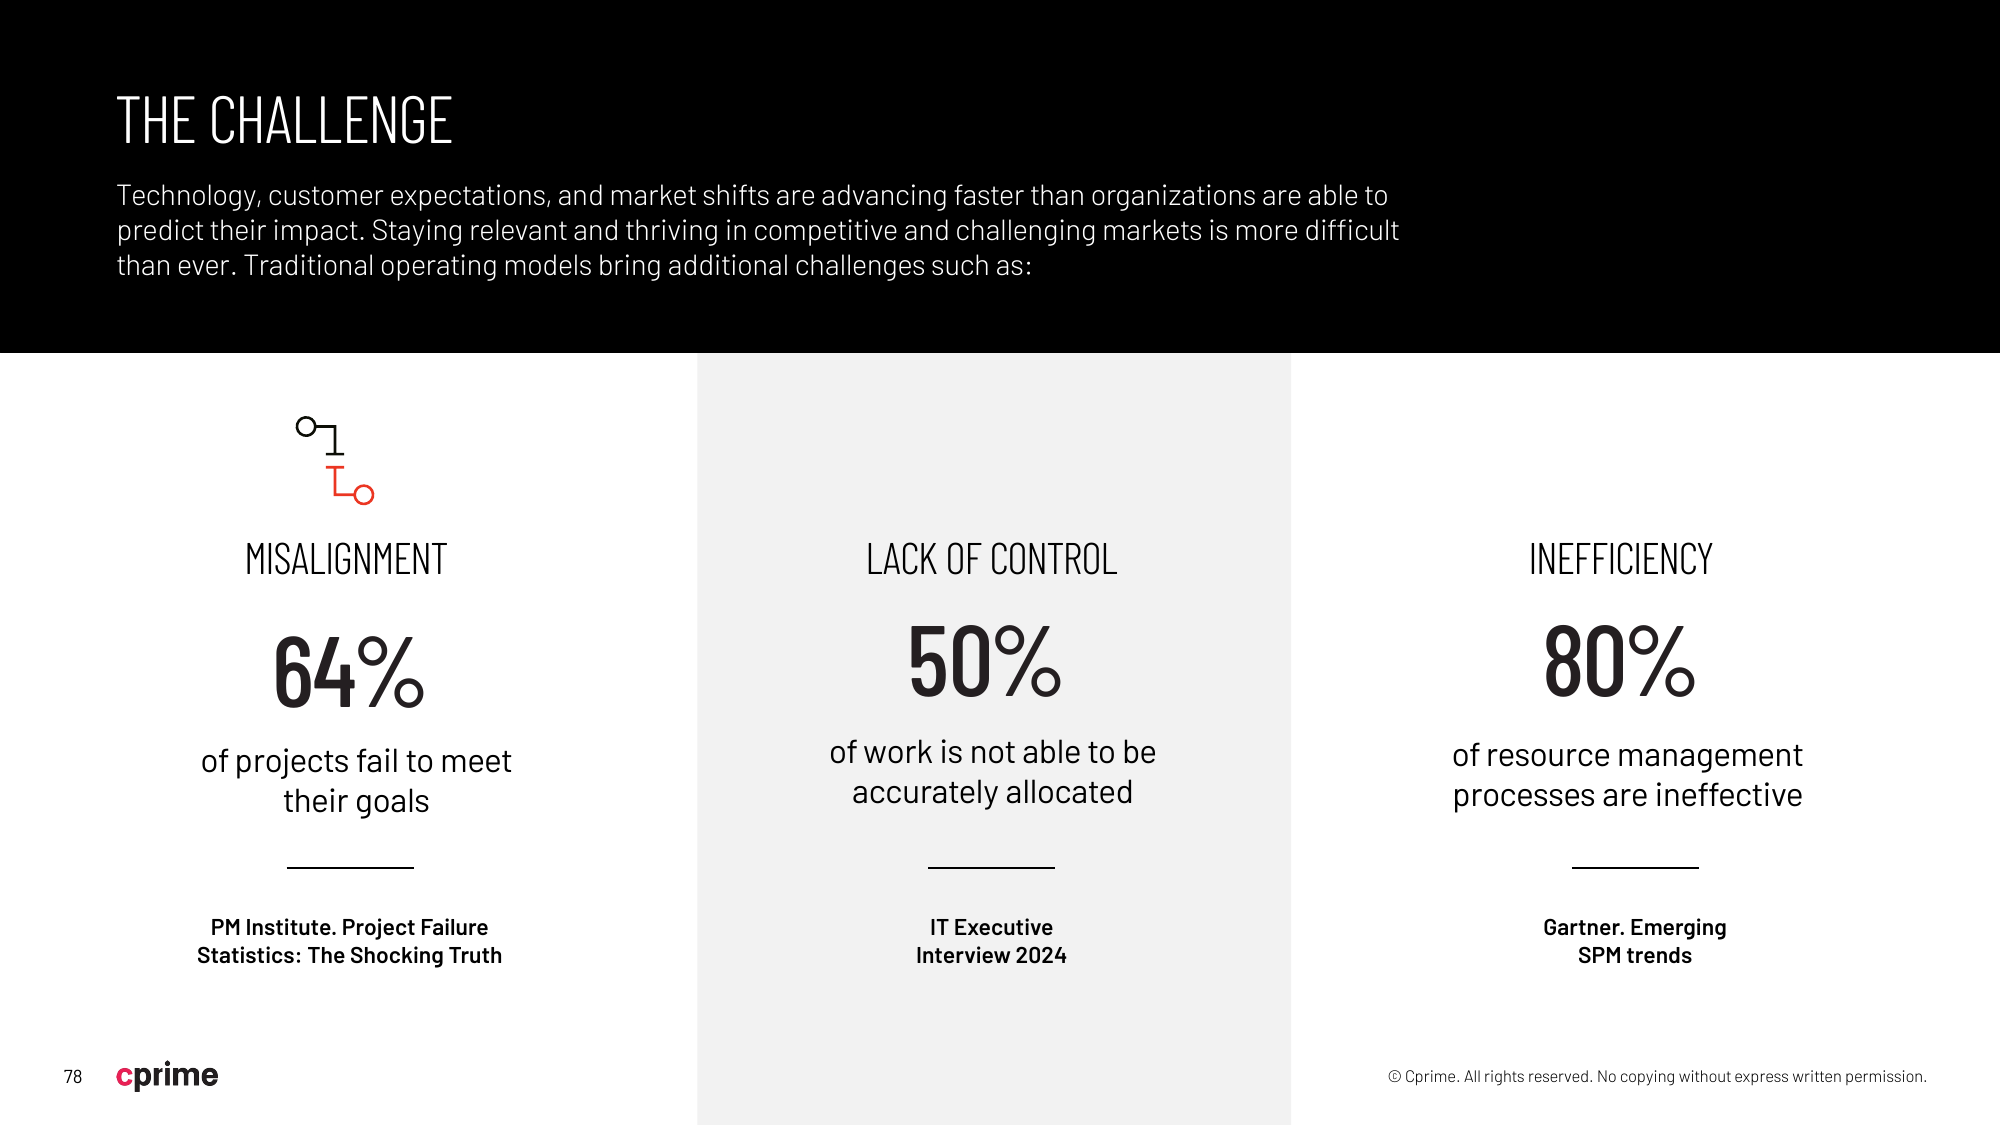 THE CHALLENGE
Technology, customer expectations, and market shifts are advancing faster than organizations are able to
predict their impact. Staying relevant and thriving in competitive and challenging markets is more difficult
than ever. Traditional operating models bring additional challenges such as:
MISALIGNMENT
64%
of projects fail to meet
their goals
PM Institute. Project Failure
Statistics: The Shocking Truth
LACK OF CONTROL
50%
of work is not able to be
accurately allocated
IT Executive
Interview 2024
INEFFICIENCY
80%
of resource management
processes are ineffective
Gartner. Emerging
SPM trends
78
cprime
© Cprime. All rights reserved. No copying without express written permission.